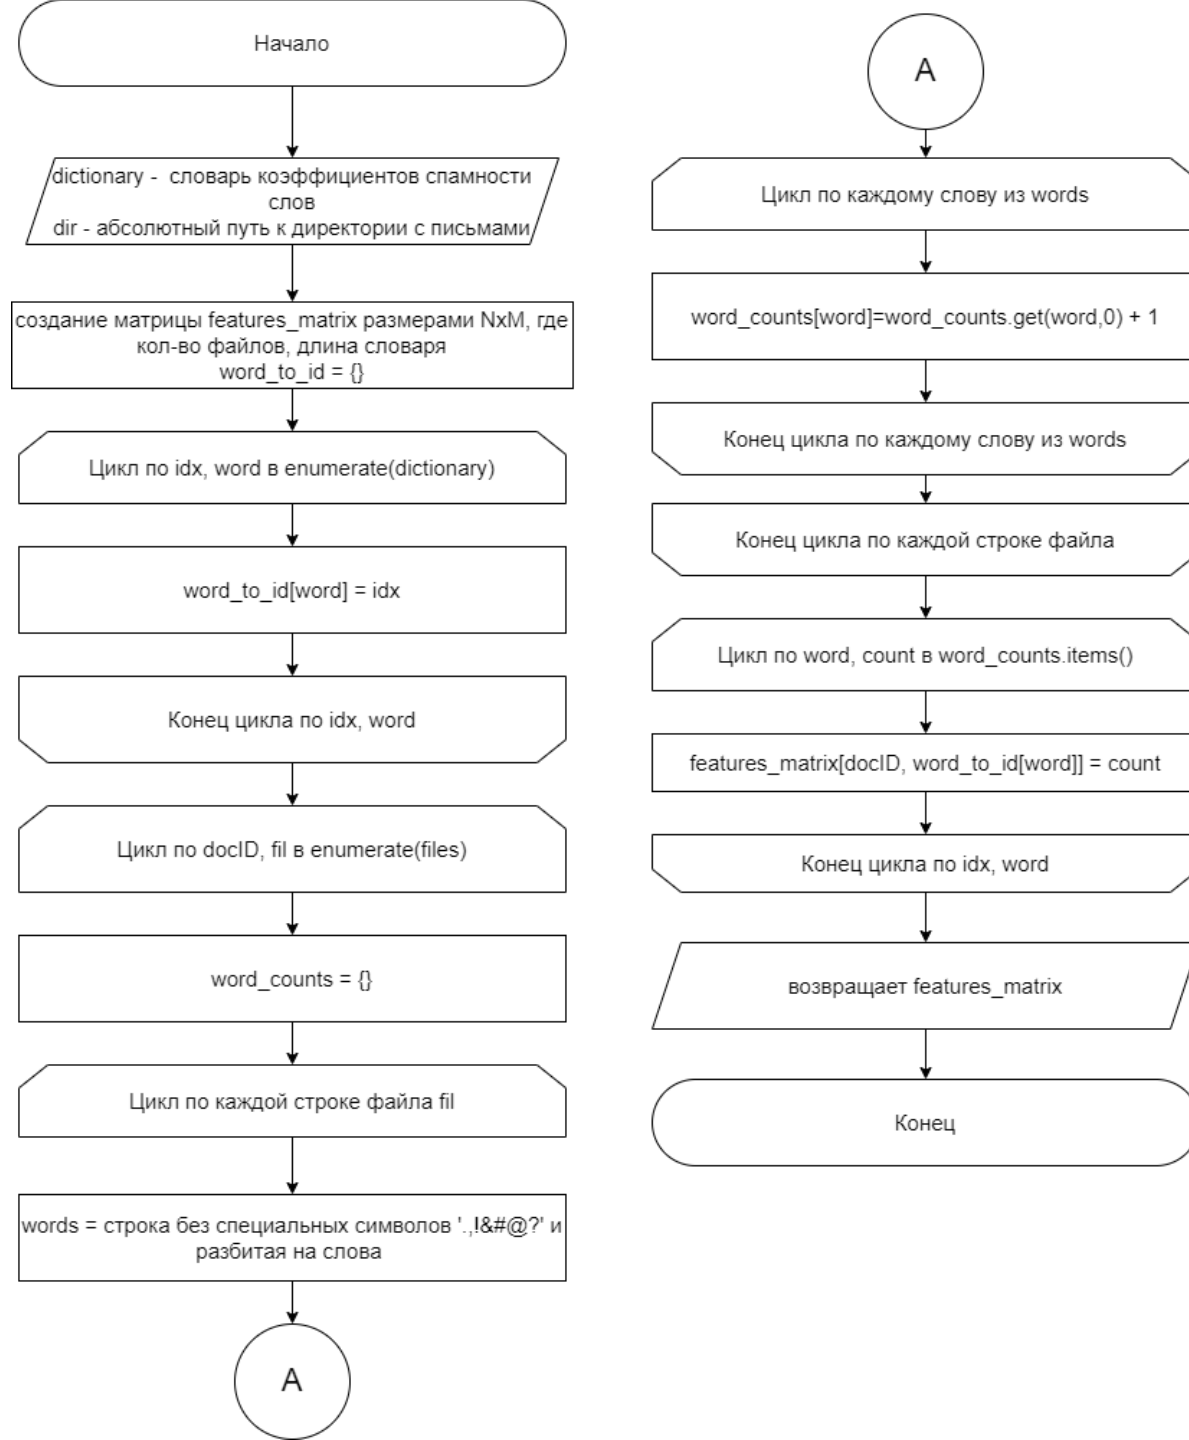 Начало
dictionary - словарь коэффициентов спамности
слов
dir - абсолютный путь к директории с письмами
создание матрицы features_matrix размерами NxM, где
кол-во файлов, длина словаря
word_to_id = {}
Цикл по idx, word в enumerate(dictionary)
word_to_id[word] = idx
Конец цикла по idx, word
Цикл по docID, fil в enumerate(files)
word_counts = {}
Цикл по каждой строке файла fil
words = строка без специальных символов '.,!&#@?' и
разбитая на слова
A
A
Цикл по каждому слову из words
word_counts[word]=word_counts.get(word,0) + 1
Конец цикла по каждому слову из words
Конец цикла по каждой строке файла
Цикл по word, count в word_counts.items()
features_matrix[docID, word_to_id[word]] = count
Конец цикла по idx, word
возвращает features_matrix
Конец